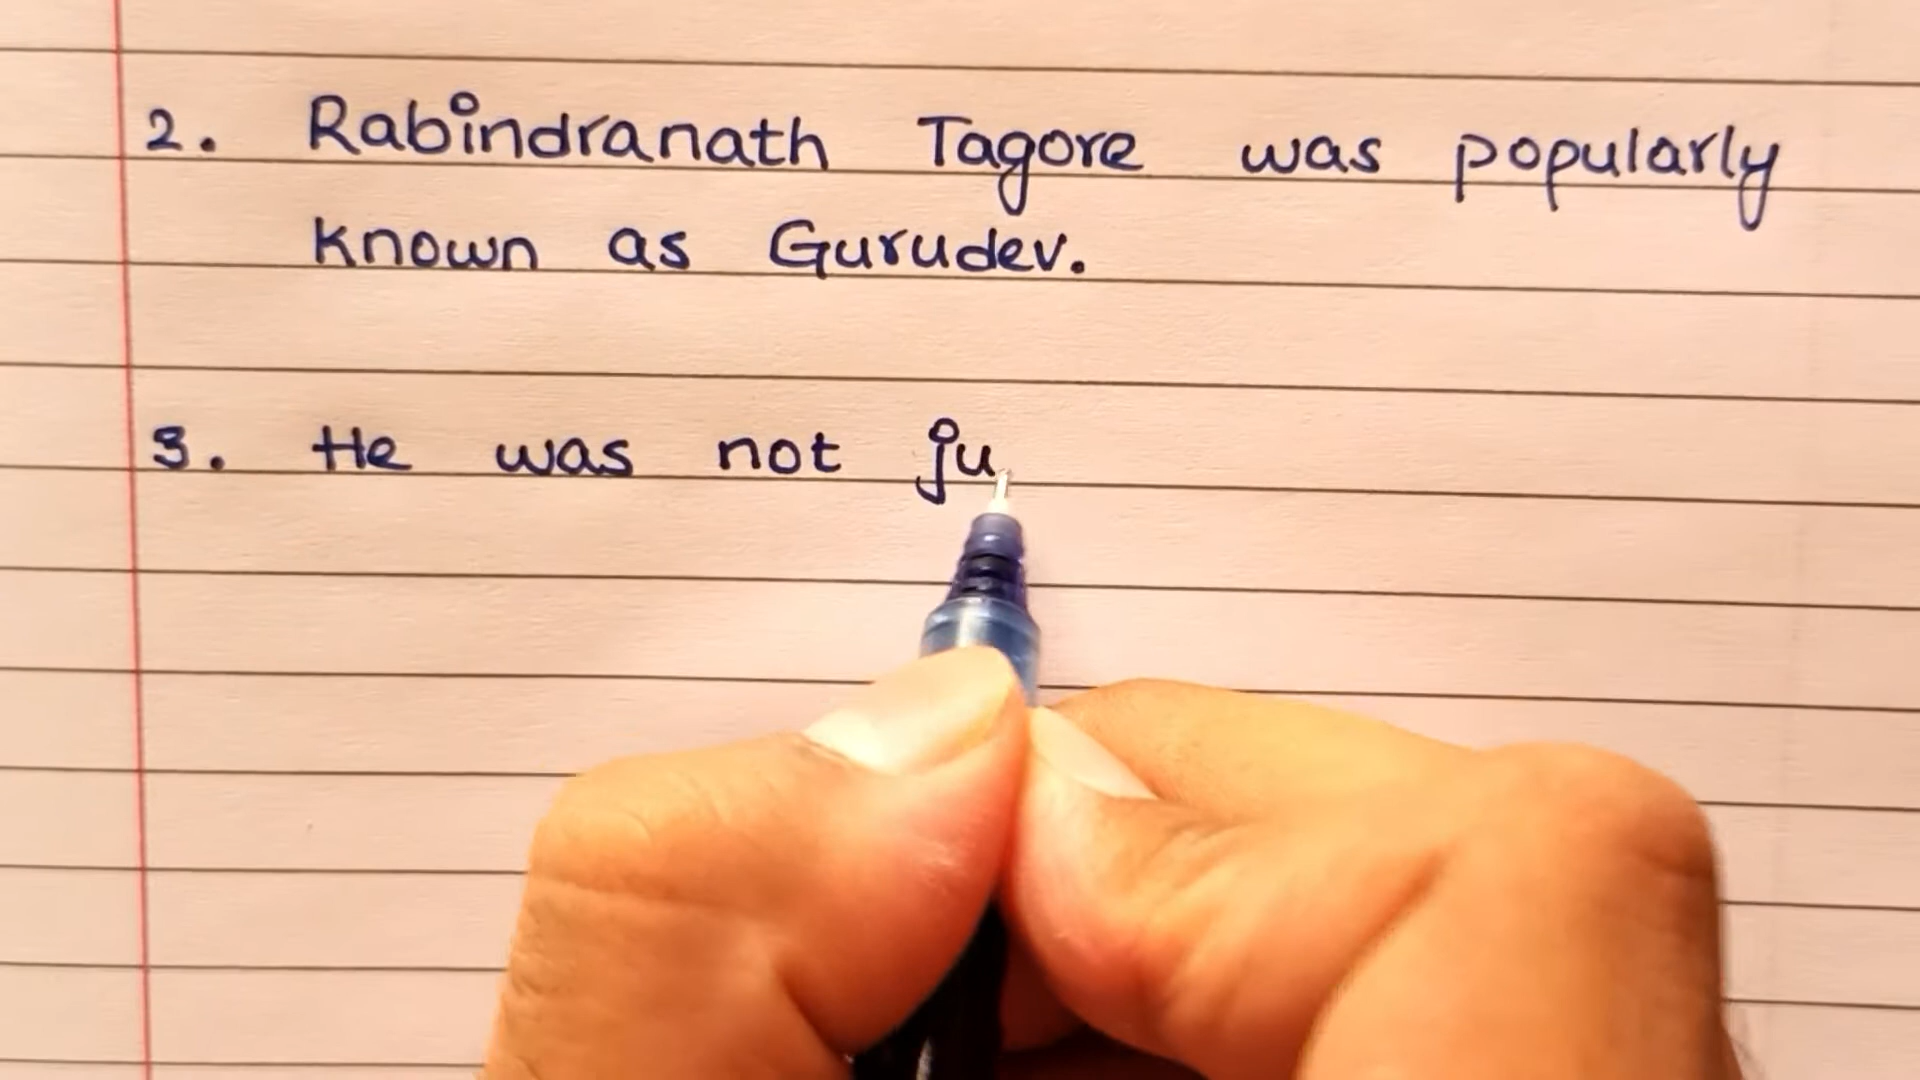 2. Rabindranath Tagore was popularly
known as Gurudev.
3. He was not ju